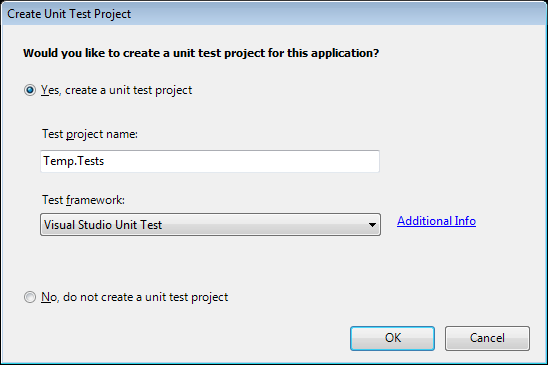 Create Unit Test Project
Would you like to create a unit test project for this application?
Yes, create a unit test project
Test project name:
Temp.Tests
Test framework:
Visual Studio Unit Test
Additional Info
No, do not create a unit test project
OK
Cancel